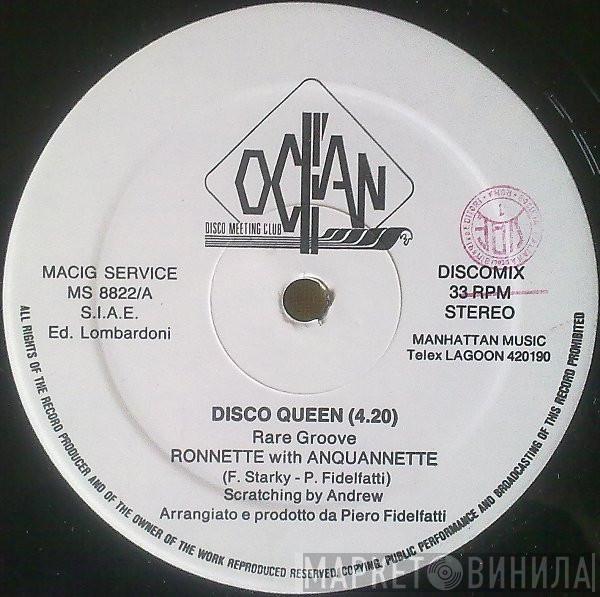 OCEAN
DISCO MEETING CLUB
MACIG SERVICE
MS 8822/A
S.I.A.E.
Ed. Lombardoni
DISCOMIX
33 RPM
STEREO
MANHATTAN MUSIC
Telex LAGOON 420190
DISCO QUEEN (4.20)
Rare Groove
RONNETTE with ANQUANNETTE
(F. Starky - P. Fidelfatti)
Scratching by Andrew
Arrangiato e prodotto da Piero Fidelfatti
ALL RIGHTS OF THE RECORD PRODUCER AND OF THE OWNER OF THE WORK REPRODUCED RESERVED. COPYING, PUBLIC PERFORMANCE AND BROADCASTING OF THIS RECORD PROHIBITED
МАРКЕТ ВИНИЛА